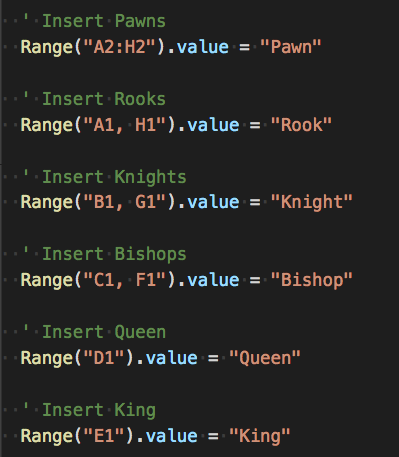 ' Insert Pawns
Range("A2:H2").value = "Pawn"
' Insert Rooks
Range("A1, H1").value = "Rook"
' Insert Knights
Range("B1, G1").value = "Knight"
' Insert Bishops
Range("C1, F1").value = "Bishop"
' Insert Queen
Range("D1").value = "Queen"
' Insert King
Range("E1").value = "King"